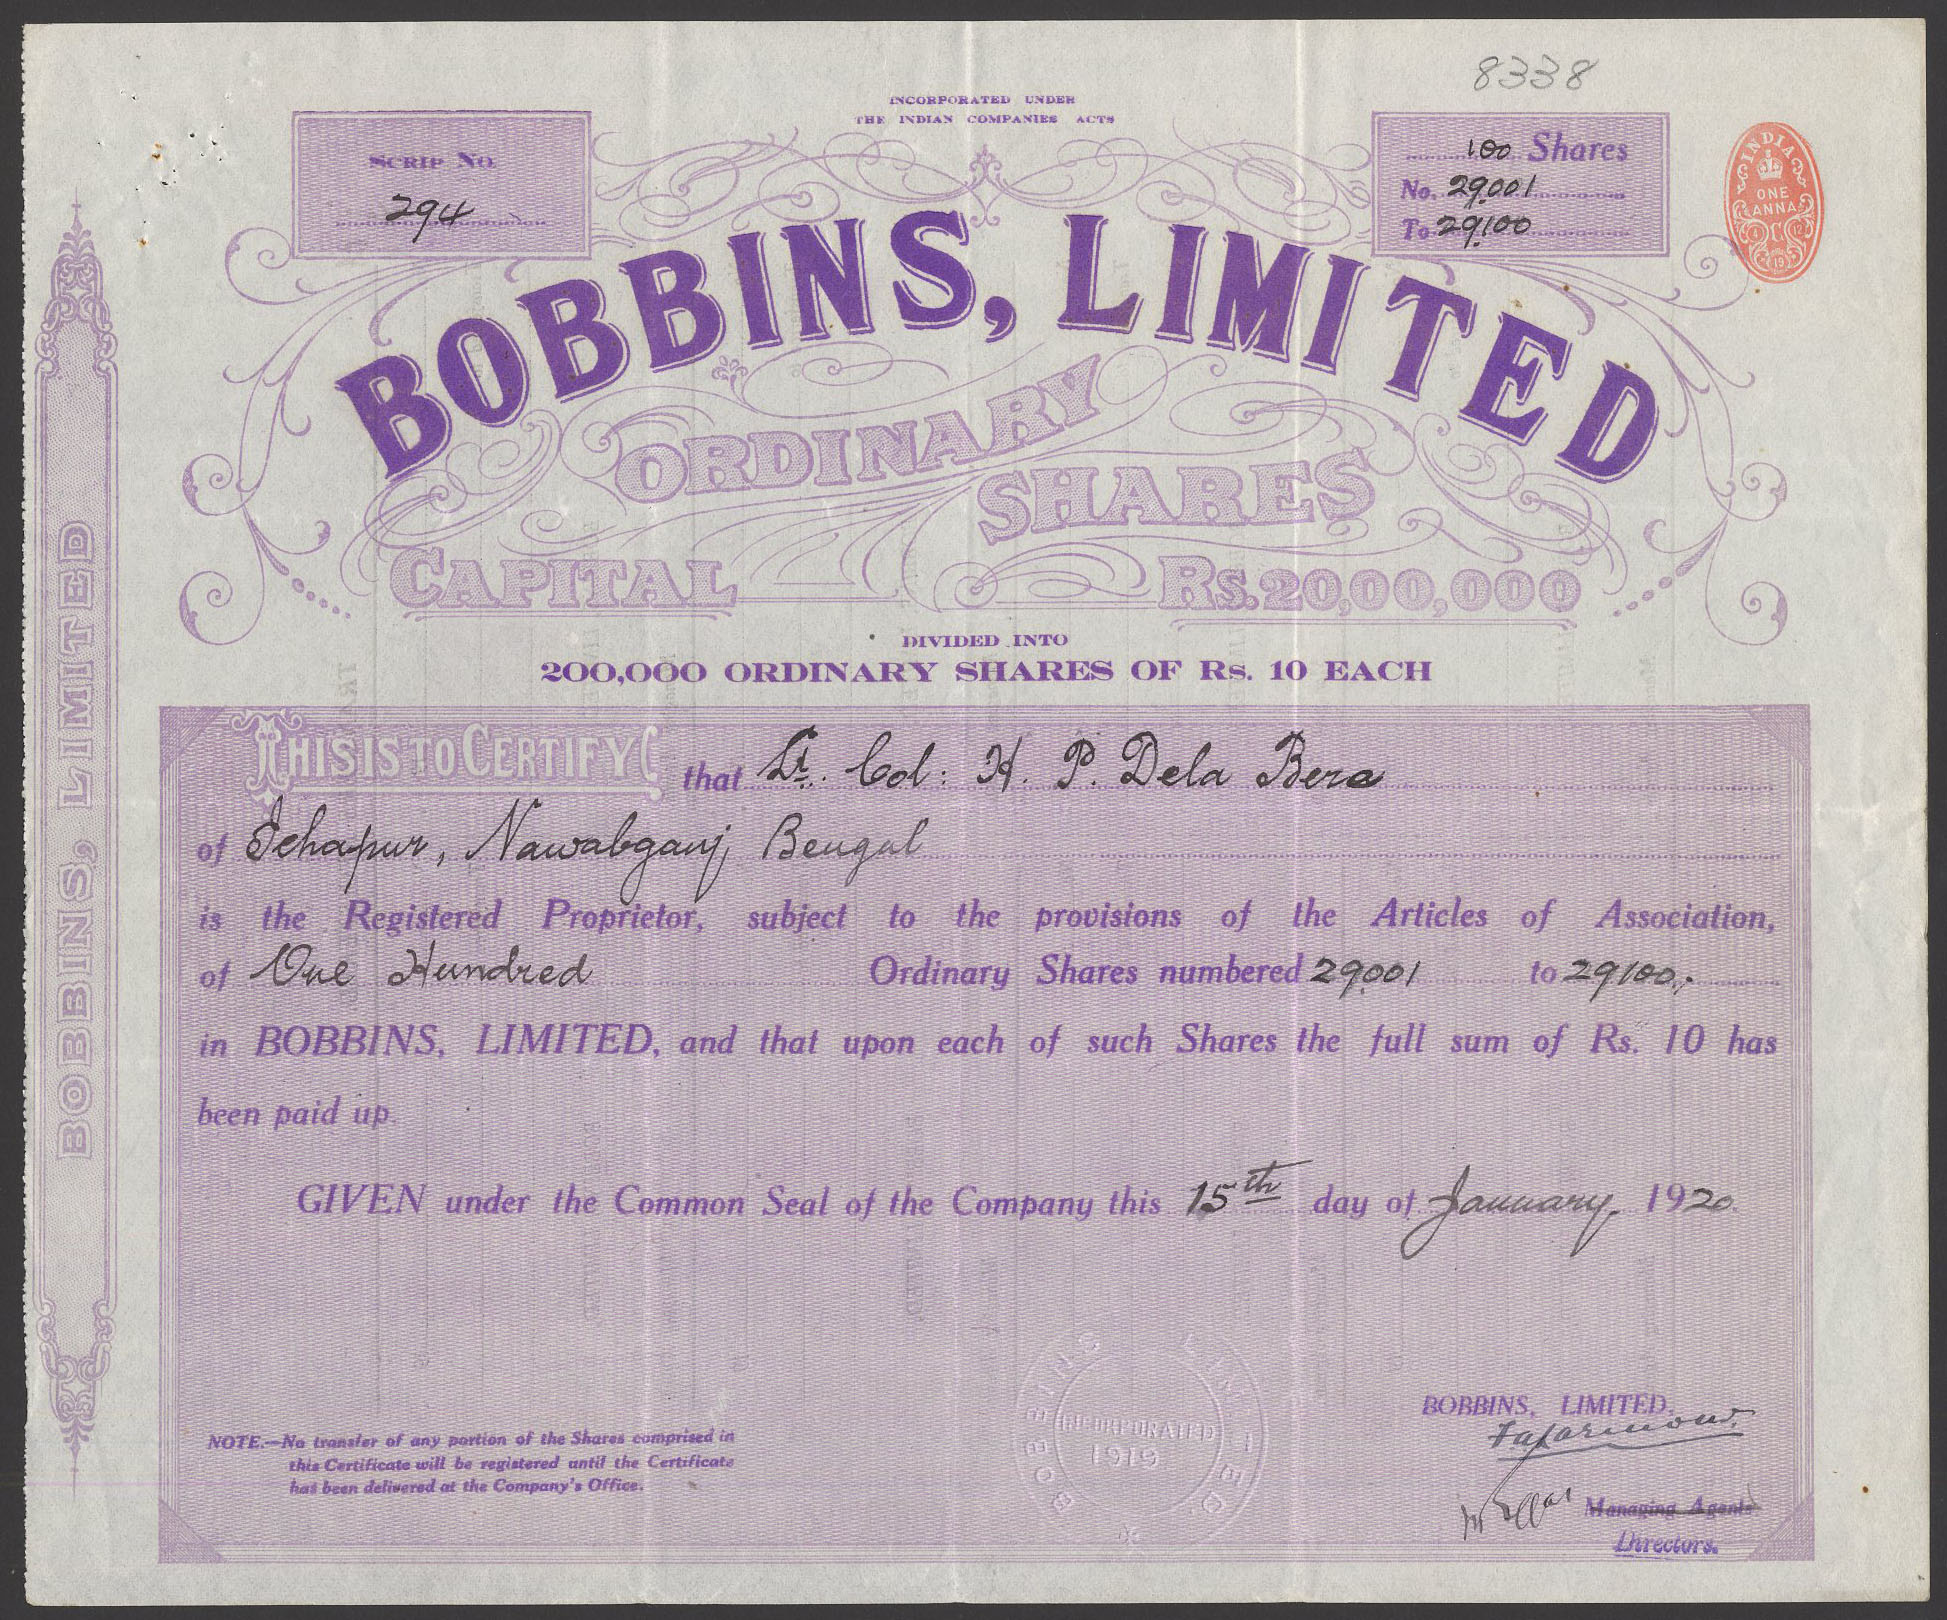 8338
INCORPORATED UNDER
THE INDIAN COMPANIES ACTS
SCRIP NO.
294
100 Shares
No. 29001
To 29100
INDIA
ONE
ANNA
BOBBINS, LIMITED
ORDINARY
SHARES
CAPITAL RS. 20,00,000
DIVIDED INTO
200,000 ORDINARY SHARES OF RS. 10 EACH
BOBBINS, LIMITED
THIS IS TO CERTIFY that Lt. Col: H. P. Dela Bere
of Ichapur, Nawabganj, Bengal
is the Registered Proprietor, subject to the provisions of the Articles of Association,
of One Hundred Ordinary Shares numbered 29001 to 29100,
in BOBBINS, LIMITED, and that upon each of such Shares the full sum of Rs. 10 has
been paid up.
GIVEN under the Common Seal of the Company this 15th day of January, 1920.
BOBBINS LIMITED
INCORPORATED
1919
BOBBINS, LIMITED,
Managing Agents
Directors.
NOTE.—No transfer of any portion of the Shares comprised in
this Certificate will be registered until the Certificate
has been delivered at the Company's Office.